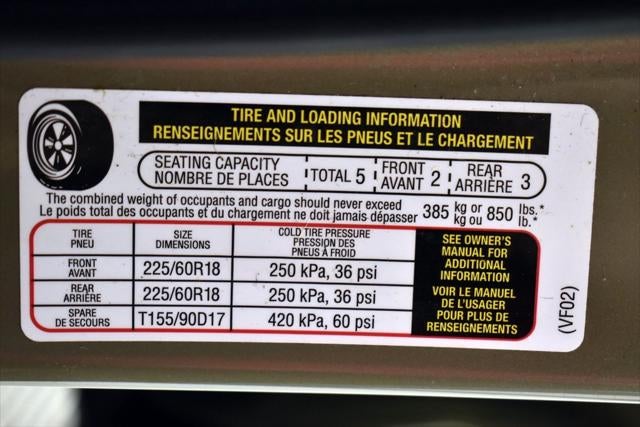 TIRE AND LOADING INFORMATION
RENSEIGNEMENTS SUR LES PNEUS ET LE CHARGEMENT
SEATING CAPACITY
NOMBRE DE PLACES
TOTAL 5
FRONT
AVANT 2
REAR
ARRIÈRE 3
The combined weight of occupants and cargo should never exceed
Le poids total des occupants et du chargement ne doit jamais dépasser
385 kg or 850 lbs.*
kg ou lb.*
TIRE
PNEU
SIZE
DIMENSIONS
COLD TIRE PRESSURE
PRESSION DES
PNEUS À FROID
FRONT
AVANT
225/60R18
250 kPa, 36 psi
REAR
ARRIÈRE
225/60R18
250 kPa, 36 psi
SPARE
DE SECOURS
T155/90D17
420 kPa, 60 psi
SEE OWNER'S
MANUAL FOR
ADDITIONAL
INFORMATION
VOIR LE MANUEL
DE L'USAGER
POUR PLUS DE
RENSEIGNEMENTS
(VF02)